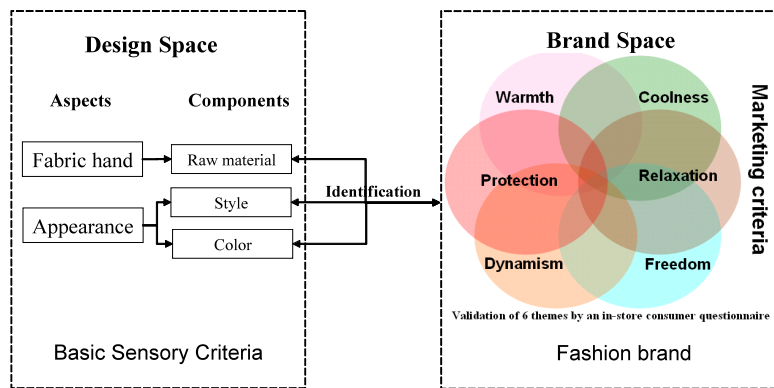 Design Space
Aspects
Components
Fabric hand
Raw material
Appearance
Style
Color
Basic Sensory Criteria
Identification
Brand Space
Warmth
Coolness
Protection
Relaxation
Dynamism
Freedom
Marketing criteria
Validation of 6 themes by an in-store consumer questionnaire
Fashion brand